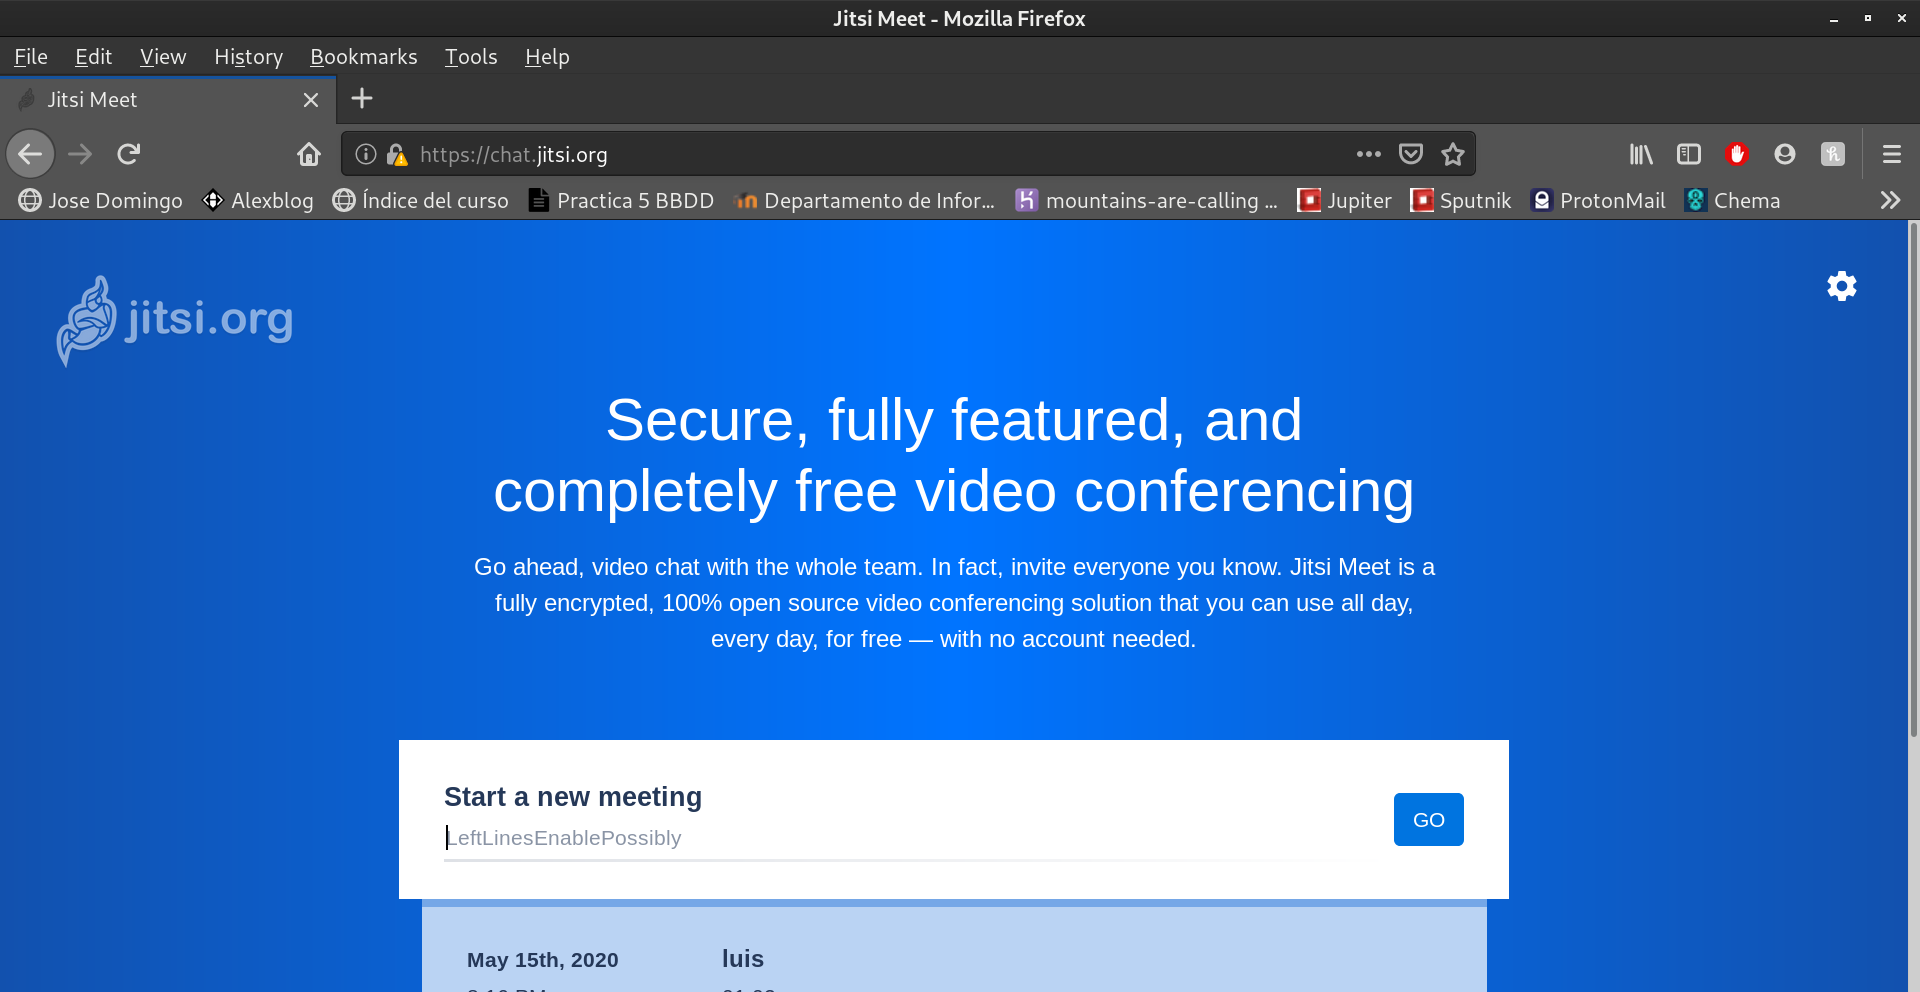 Jitsi Meet - Mozilla Firefox
File Edit View History Bookmarks Tools Help
Jitsi Meet
https://chat.jitsi.org
Jose Domingo Alexblog Índice del curso Practica 5 BBDD Departamento de Infor... mountains-are-calling ... Jupiter Sputnik ProtonMail Chema
jitsi.org
Secure, fully featured, and
completely free video conferencing
Go ahead, video chat with the whole team. In fact, invite everyone you know. Jitsi Meet is a
fully encrypted, 100% open source video conferencing solution that you can use all day,
every day, for free — with no account needed.
Start a new meeting
LeftLinesEnablePossibly
GO
May 15th, 2020 luis